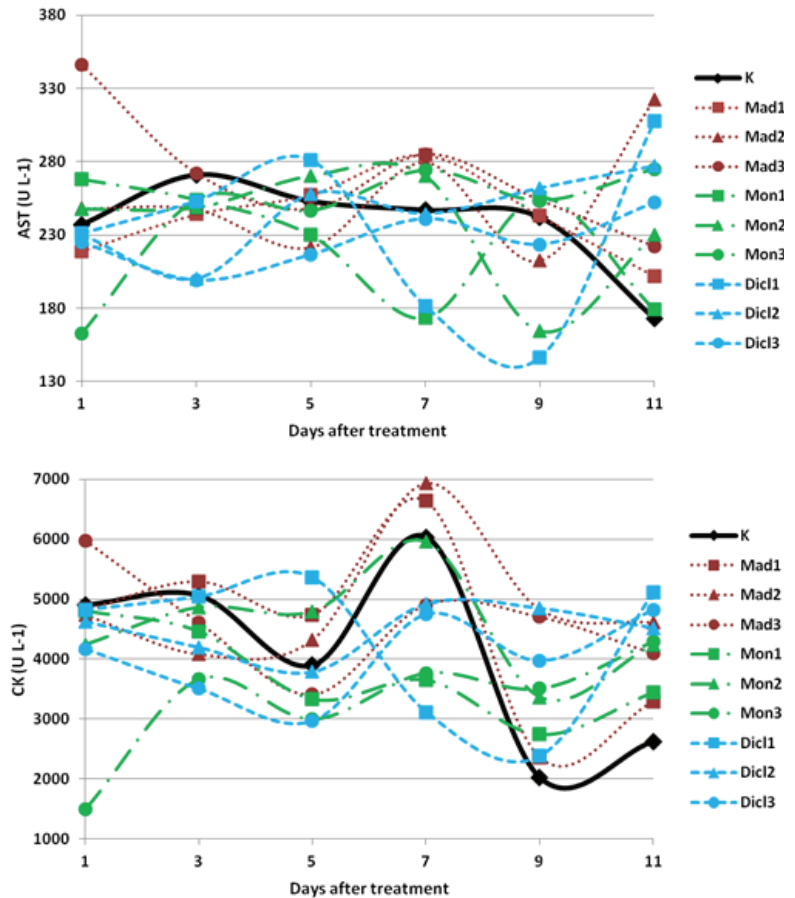 380
330
280
230
180
130
AST (U L-1)
1 3 5 7 9 11
Days after treatment
K
Mad1
Mad2
Mad3
Mon1
Mon2
Mon3
Dicl1
Dicl2
Dicl3
7000
6000
5000
4000
3000
2000
1000
CK (U L-1)
1 3 5 7 9 11
Days after treatment
K
Mad1
Mad2
Mad3
Mon1
Mon2
Mon3
Dicl1
Dicl2
Dicl3